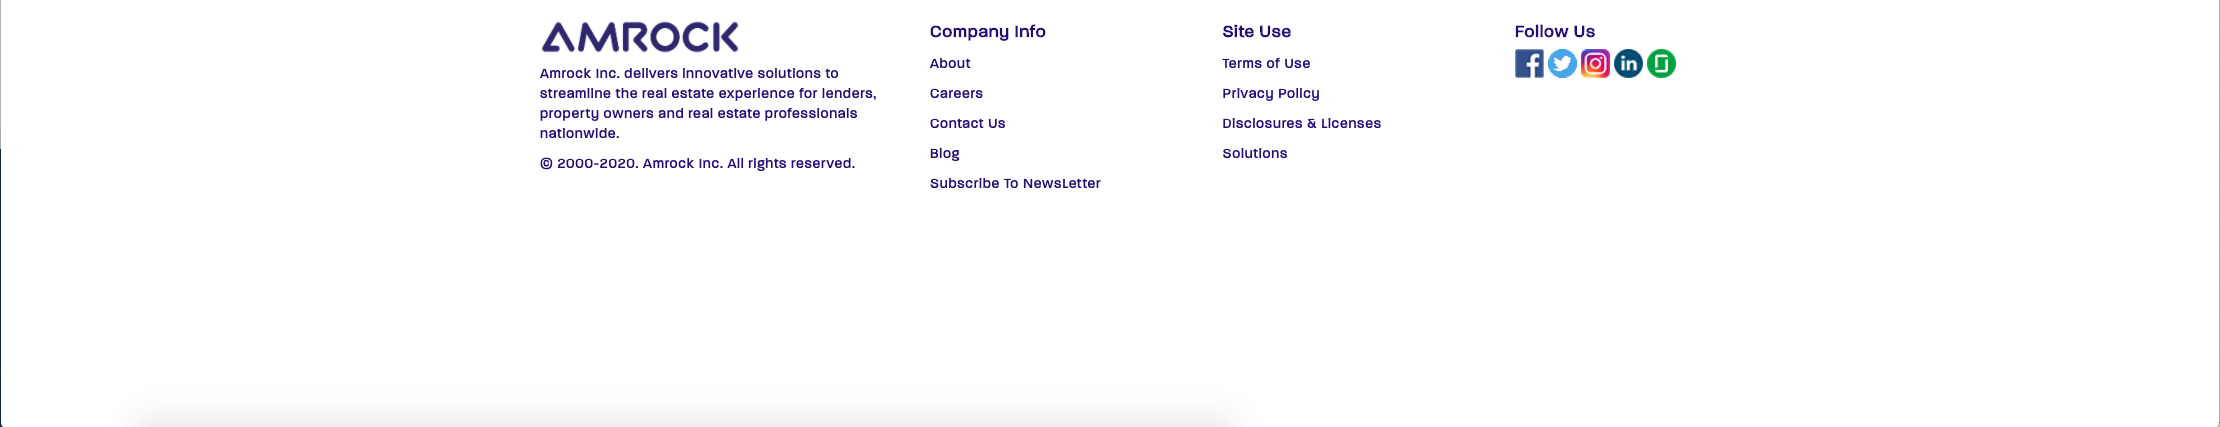 AMROCK
Amrock Inc. delivers innovative solutions to
streamline the real estate experience for lenders,
property owners and real estate professionals
nationwide.
© 2000-2020. Amrock Inc. All rights reserved.
Company Info
About
Careers
Contact Us
Blog
Subscribe To NewsLetter
Site Use
Terms of Use
Privacy Policy
Disclosures & Licenses
Solutions
Follow Us